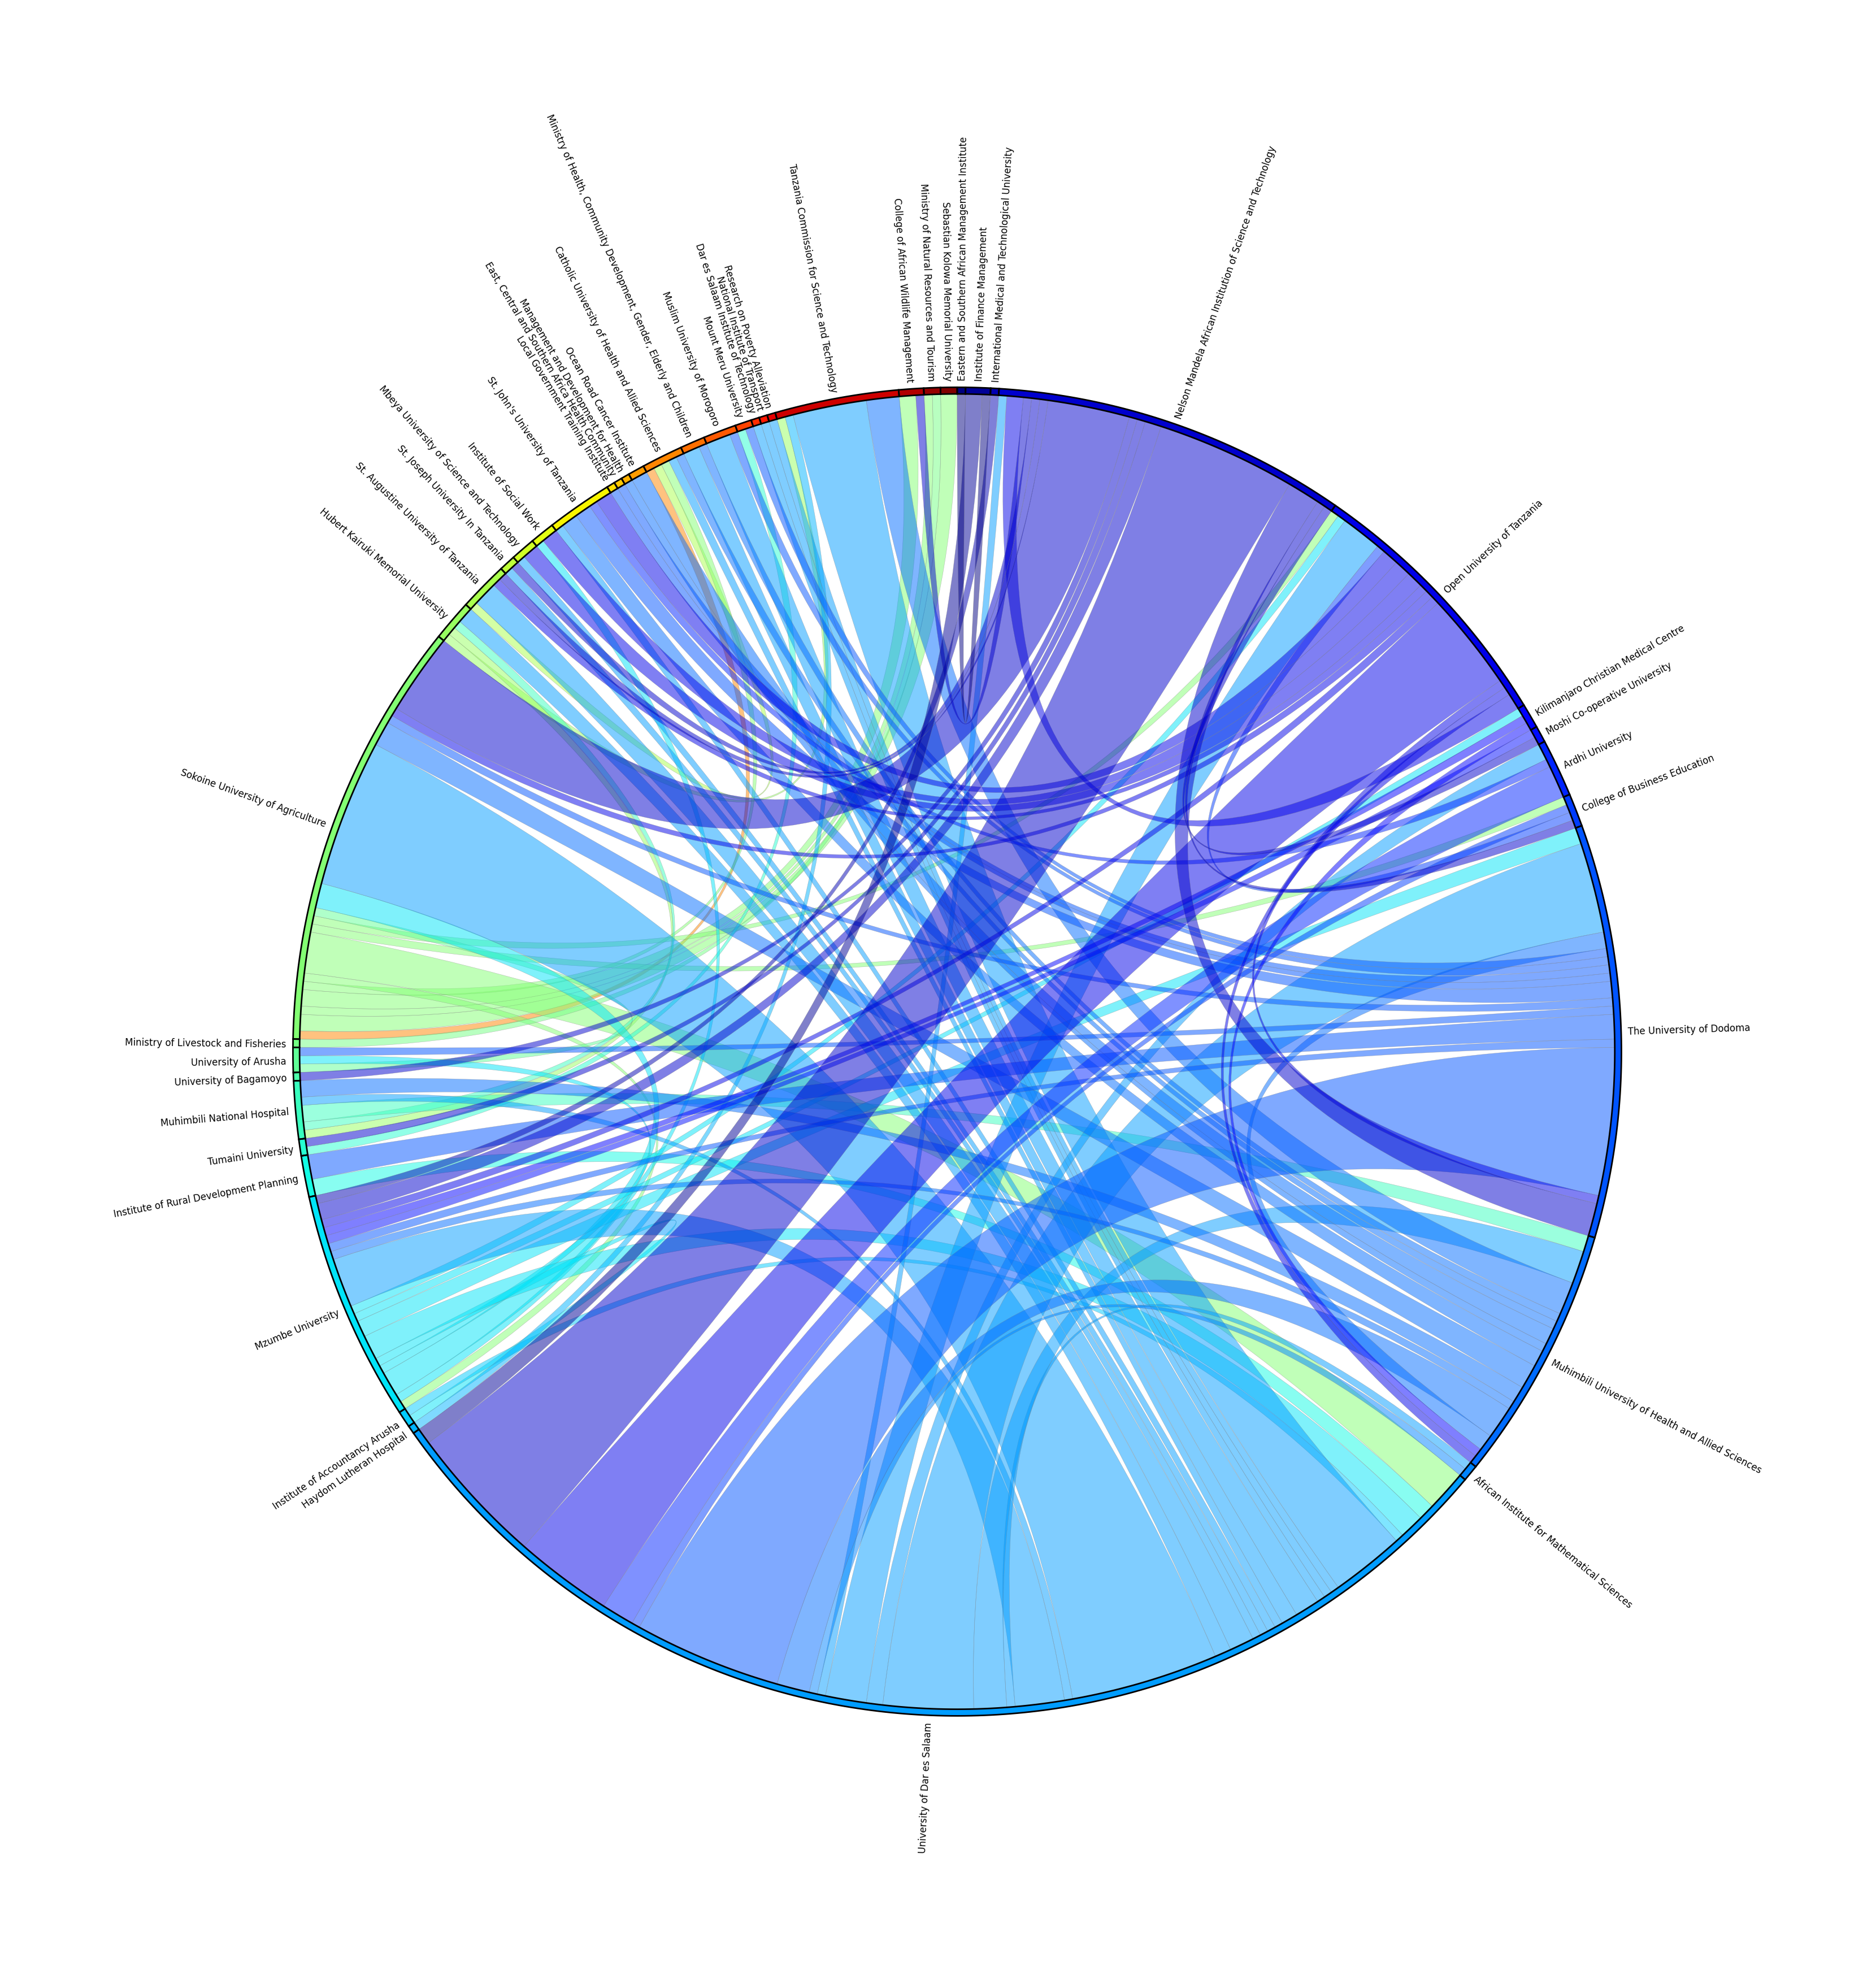 Eastern and Southern African Management Institute
Institute of Finance Management
International Medical and Technological University
Nelson Mandela African Institution of Science and Technology
Open University of Tanzania
Kilimanjaro Christian Medical Centre
Moshi Co-operative University
Ardhi University
College of Business Education
The University of Dodoma
Muhimbili University of Health and Allied Sciences
African Institute for Mathematical Sciences
University of Dar es Salaam
Haydom Lutheran Hospital
Institute of Accountancy Arusha
Mzumbe University
Institute of Rural Development Planning
Tumaini University
Muhimbili National Hospital
University of Bagamoyo
University of Arusha
Ministry of Livestock and Fisheries
Sokoine University of Agriculture
Hubert Kairuki Memorial University
St. Augustine University of Tanzania
St. Joseph University In Tanzania
Mbeya University of Science and Technology
Institute of Social Work
St. John's University of Tanzania
Local Government Training Institute
East, Central and Southern Africa Health Community
Management and Development for Health
Ocean Road Cancer Institute
Catholic University of Health and Allied Sciences
Ministry of Health, Community Development, Gender, Elderly and Children
Muslim University of Morogoro
Mount Meru University
Dar es Salaam Institute of Technology
National Institute of Transport
Research on Poverty Alleviation
Tanzania Commission for Science and Technology
College of African Wildlife Management
Ministry of Natural Resources and Tourism
Sebastian Kolowa Memorial University